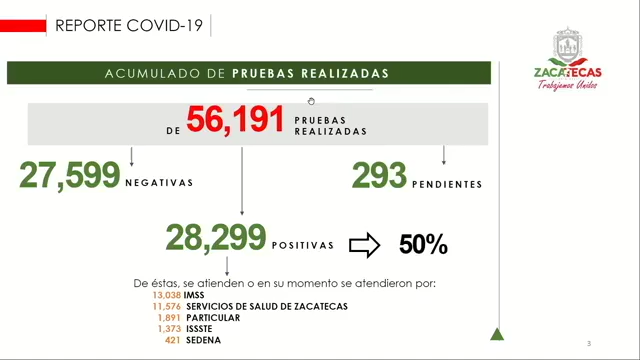 REPORTE COVID-19
ZACATECAS
Trabajemos Unidos
ACUMULADO DE PRUEBAS REALIZADAS
DE 56,191 PRUEBAS REALIZADAS
27,599 NEGATIVAS
293 PENDIENTES
28,299 POSITIVAS 50%
De éstas, se atienden o en su momento se atendieron por:
13,038 IMSS
11,576 SERVICIOS DE SALUD DE ZACATECAS
1,891 PARTICULAR
1,373 ISSSTE
421 SEDENA
3